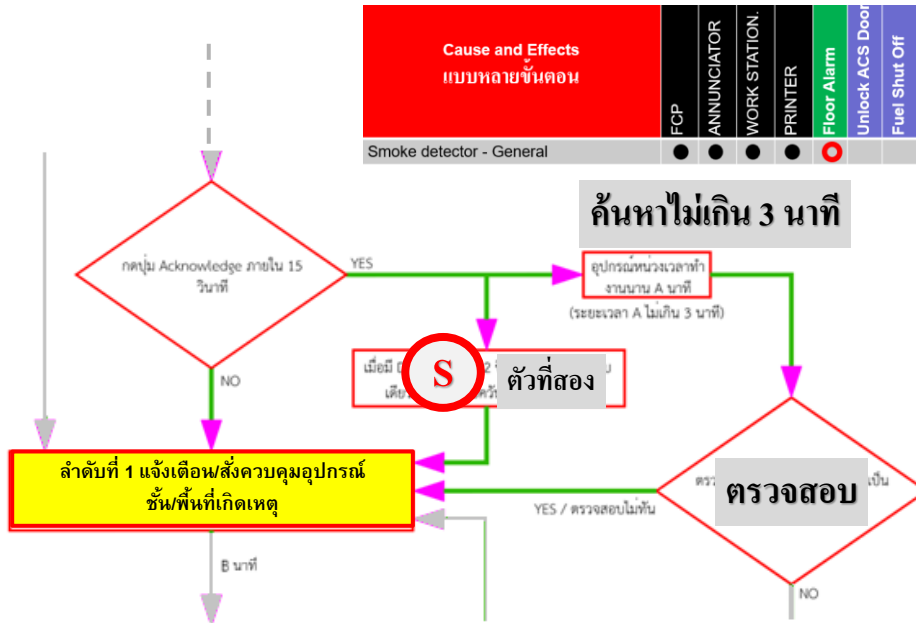 Cause and Effects
แบบหลายขั้นตอน
FCP
ANNUNCIATOR
WORK STATION.
PRINTER
Floor Alarm
Unlock ACS Door
Fuel Shut Off
Smoke detector - General
ค้นหาไม่เกิน 3 นาที
กดปุ่ม Acknowledge ภายใน 15
วินาที
YES
อุปกรณ์หน่วงเวลาทำ
งานนาน A นาที
(ระยะเวลา A ไม่เกิน 3 นาที)
เมื่อมี
S
ตัวที่สอง
NO
ลำดับที่ 1 แจ้งเตือน/สั่งควบคุมอุปกรณ์
ชั้น/พื้นที่เกิดเหตุ
ตรวจสอบ
เป็น
YES / ตรวจสอบไม่ทัน
B นาที
NO